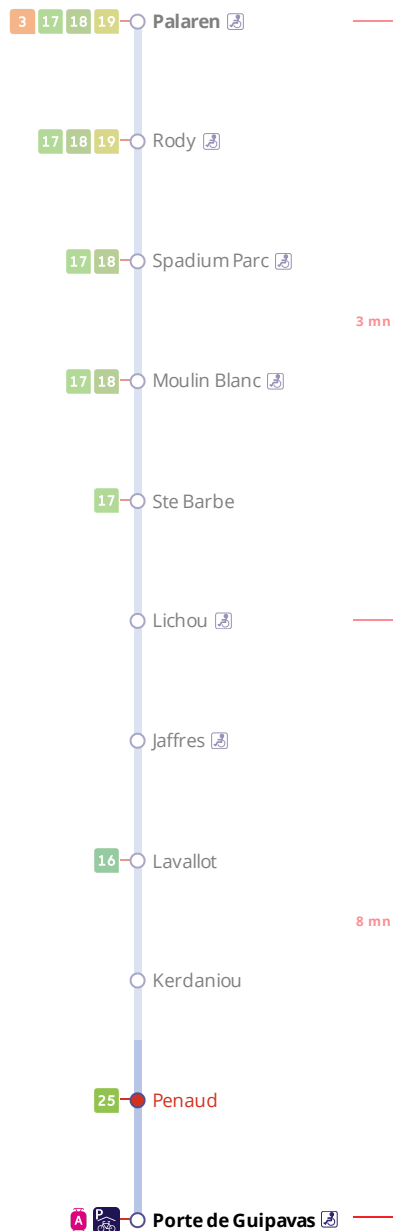 3 17 18 19 Palaren
17 18 19 Rody
17 18 Spadium Parc
3 mn
17 18 Moulin Blanc
17 Ste Barbe
Lichou
Jaffres
16 Lavallot
8 mn
Kerdaniou
25 Penaud
A P Porte de Guipavas